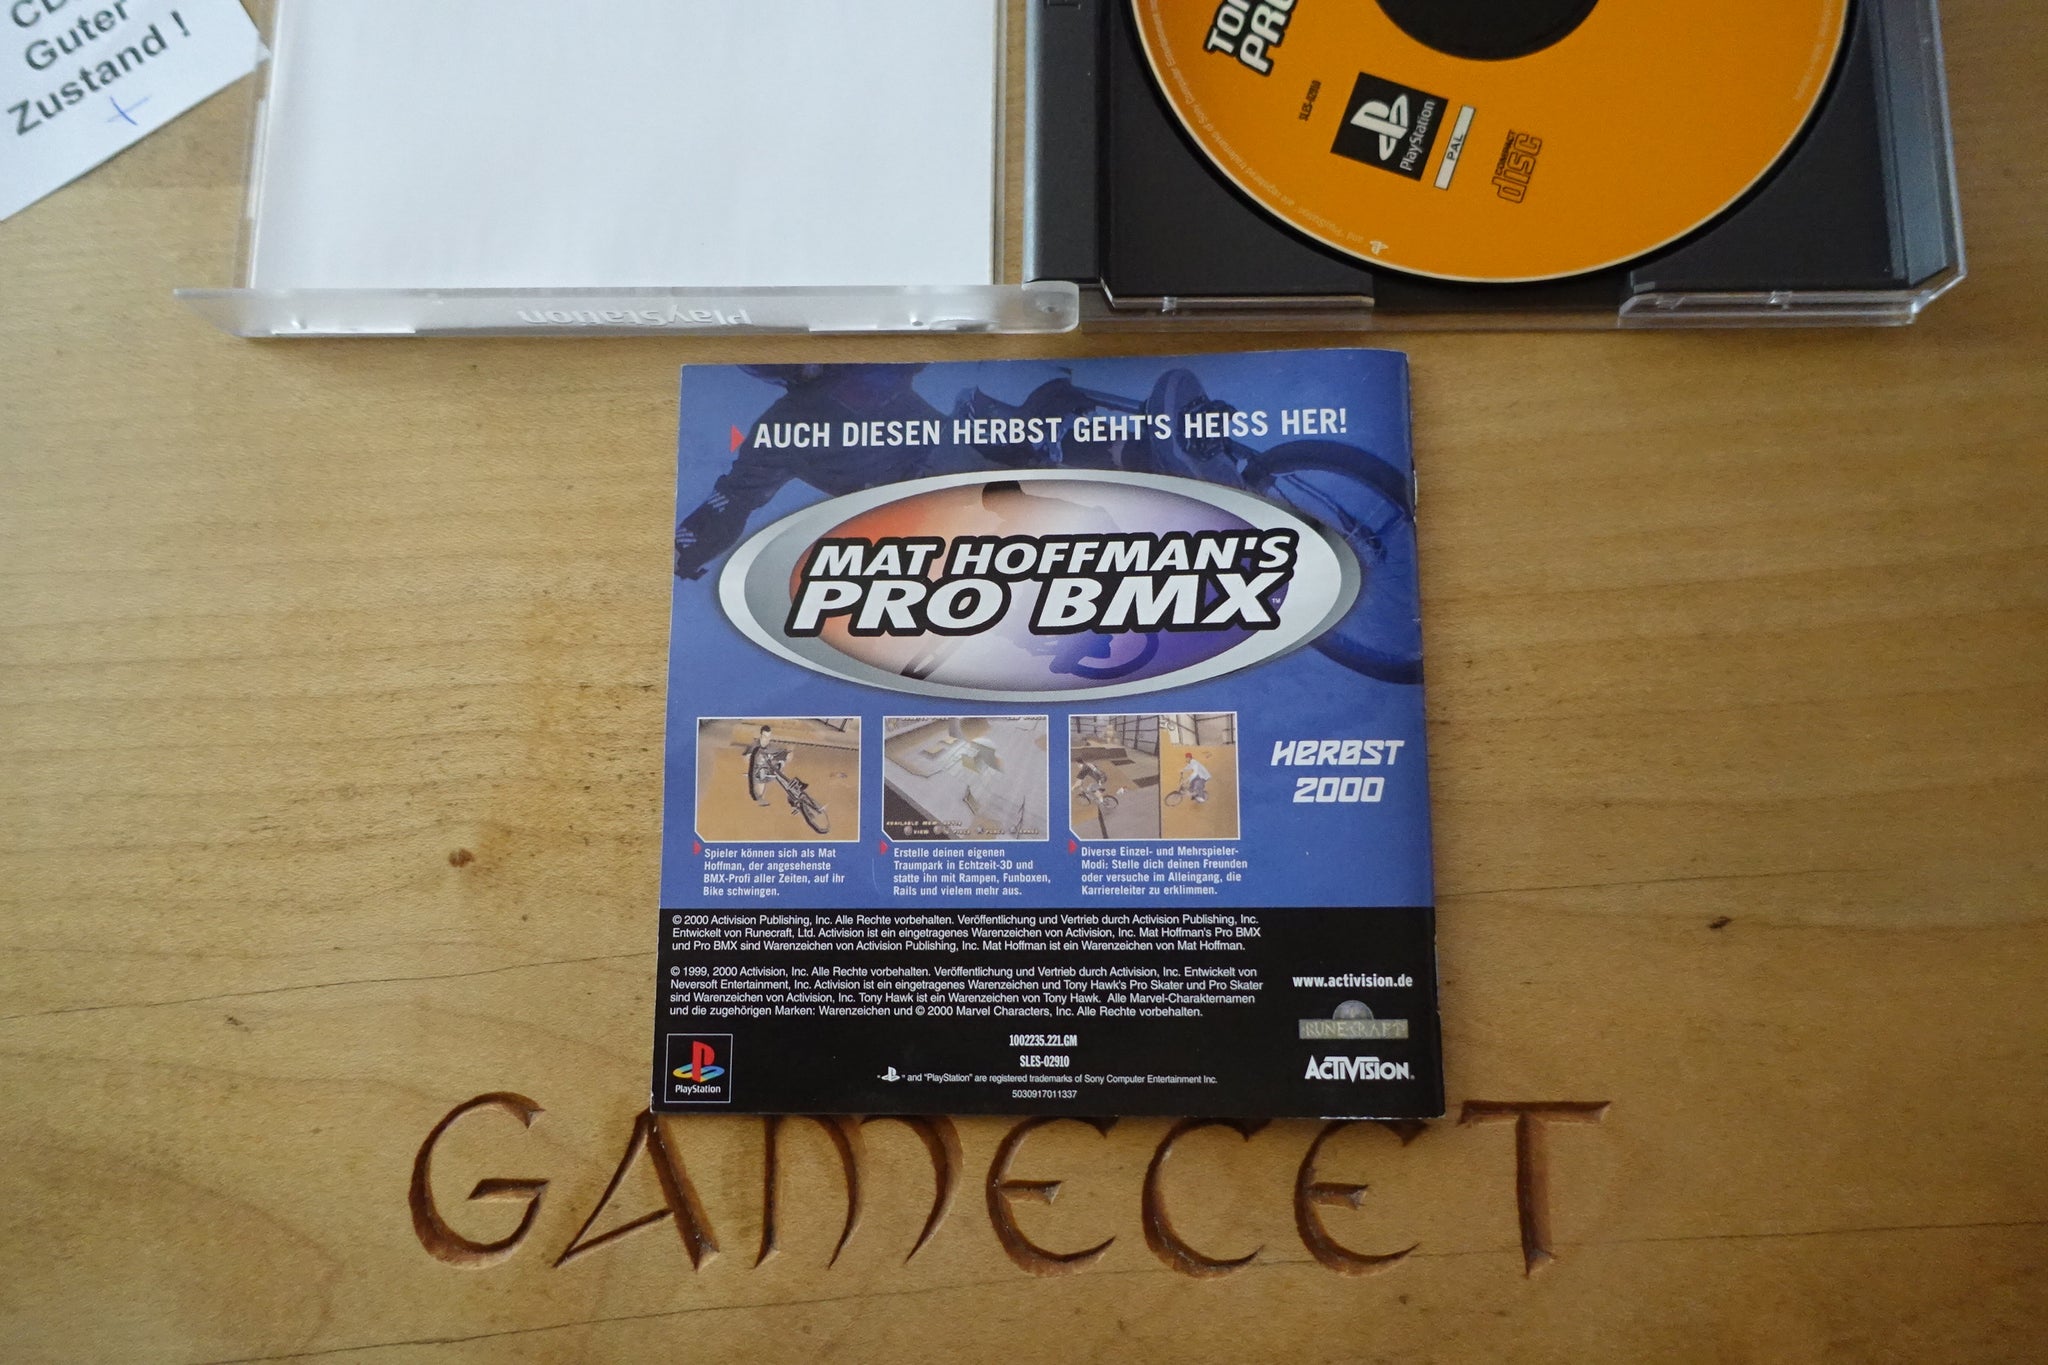 Guter
Zustand !
PlayStation
SLES-02910
PlayStation
PAL
COMPACT
disc
AUCH DIESEN HERBST GEHT'S HEISS HER!
MAT HOFFMAN'S
PRO BMX™
HERBST
2000
Spieler können sich als Mat
Hoffman, der angesehenste
BMX-Profi aller Zeiten, auf ihr
Bike schwingen.
Erstelle deinen eigenen
Traumpark in Echtzeit-3D und
statte ihn mit Rampen, Funboxen,
Rails und vielem mehr aus.
Diverse Einzel- und Mehrspieler-
Modi: Stelle dich deinen Freunden
oder versuche im Alleingang, die
Karriereleiter zu erklimmen.
© 2000 Activision Publishing, Inc. Alle Rechte vorbehalten. Veröffentlichung und Vertrieb durch Activision Publishing, Inc.
Entwickelt von Runecraft, Ltd. Activision ist ein eingetragenes Warenzeichen von Activision, Inc. Mat Hoffman's Pro BMX
und Pro BMX sind Warenzeichen von Activision Publishing, Inc. Mat Hoffman ist ein Warenzeichen von Mat Hoffman.
© 1999, 2000 Activision, Inc. Alle Rechte vorbehalten. Veröffentlichung und Vertrieb durch Activision, Inc. Entwickelt von
Neversoft Entertainment, Inc. Activision ist ein eingetragenes Warenzeichen und Tony Hawk's Pro Skater und Pro Skater
sind Warenzeichen von Activision, Inc. Tony Hawk ist ein Warenzeichen von Tony Hawk. Alle Marvel-Charakternamen
und die zugehörigen Marken: Warenzeichen und © 2000 Marvel Characters, Inc. Alle Rechte vorbehalten.
www.activision.de
RUNECRAFT
ACTIVISION.
1002235.221.GM
SLES-02910
" " and "PlayStation" are registered trademarks of Sony Computer Entertainment Inc.
5030917011337
PlayStation
GAMECET